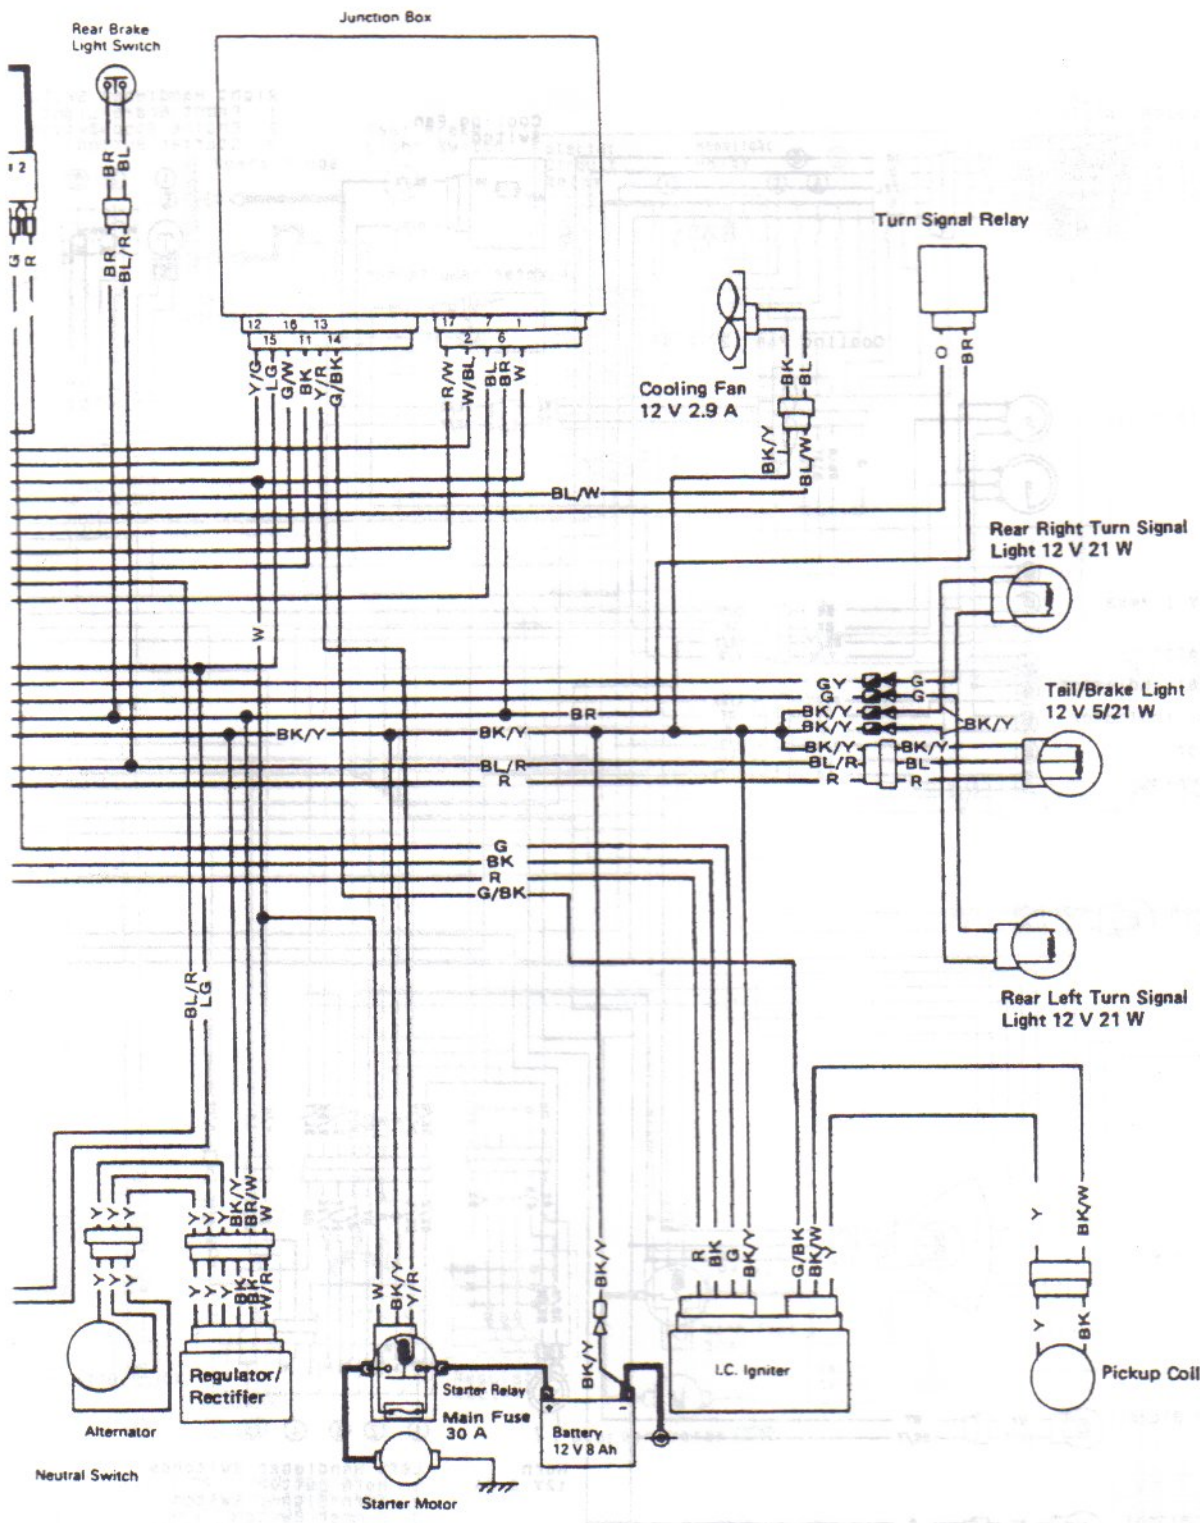 Junction Box
Rear Brake
Light Switch
2
BR
BL
BR
BL/R
G
R
12 16 13
15 11 14
17 7 1
2 6
Y/G
LG
G/W
BK
Y/R
G/BK
R/W
W/BL
BL
BR
W
Turn Signal Relay
O
BR
Cooling Fan
12 V 2.9 A
BK
BL
BK/Y
BL/W
BL/W
Rear Right Turn Signal
Light 12 V 21 W
W
GY
G
G
G
BR
BK/Y
BK/Y
BK/Y
BK/Y
BK/Y
BK/Y
BK/Y
BL/R
BL/R
BL
R
R
R
Tail/Brake Light
12 V 5/21 W
G
BK
R
G/BK
BL/R
LG
Rear Left Turn Signal
Light 12 V 21 W
Y
Y
Y
Y
Y
Y
BK/Y
BR/W
W
Y
Y
Y
Y
Y
Y
BK
BK
W/R
W
BK/Y
Y/R
BK/Y
BK/Y
R
BK
G
BK/Y
G/BK
BK/W
Y
Y
BK/W
Y
BK
Regulator/
Rectifier
Alternator
Neutral Switch
Starter Relay
Main Fuse
30 A
Starter Motor
+ -
Battery
12 V 8 Ah
I.C. Igniter
Pickup Coil